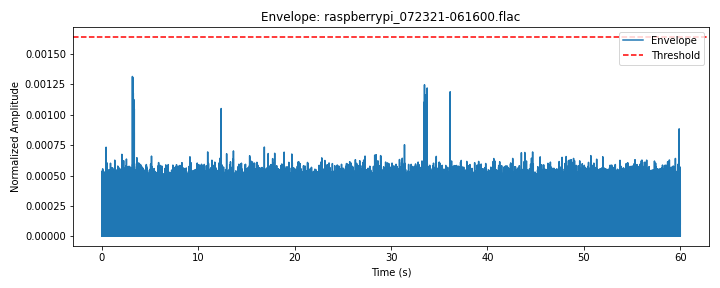 Envelope: raspberrypi_072321-061600.flac
Envelope
Threshold
Normalized Amplitude
0.00150
0.00125
0.00100
0.00075
0.00050
0.00025
0.00000
0 10 20 30 40 50 60
Time (s)